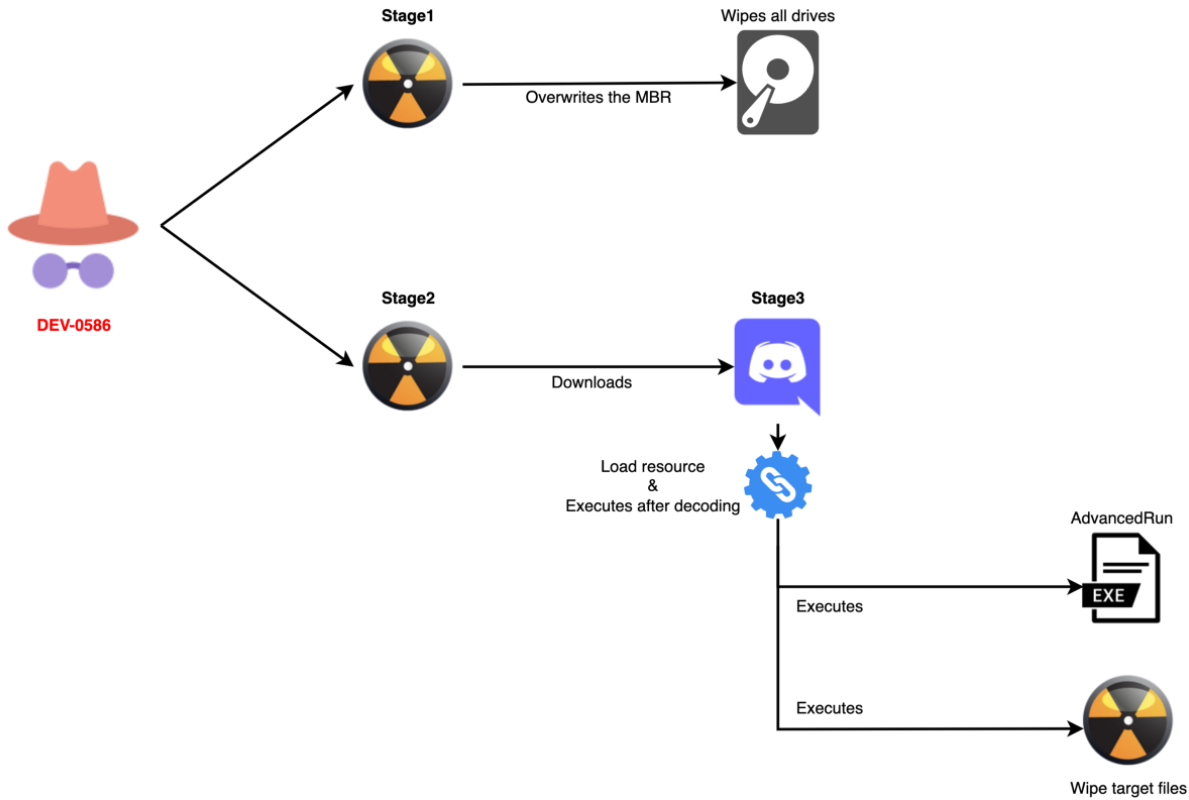 Stage1
Wipes all drives
Overwrites the MBR
DEV-0586
Stage2
Stage3
Downloads
Load resource
&
Executes after decoding
AdvancedRun
EXE
Executes
Executes
Wipe target files